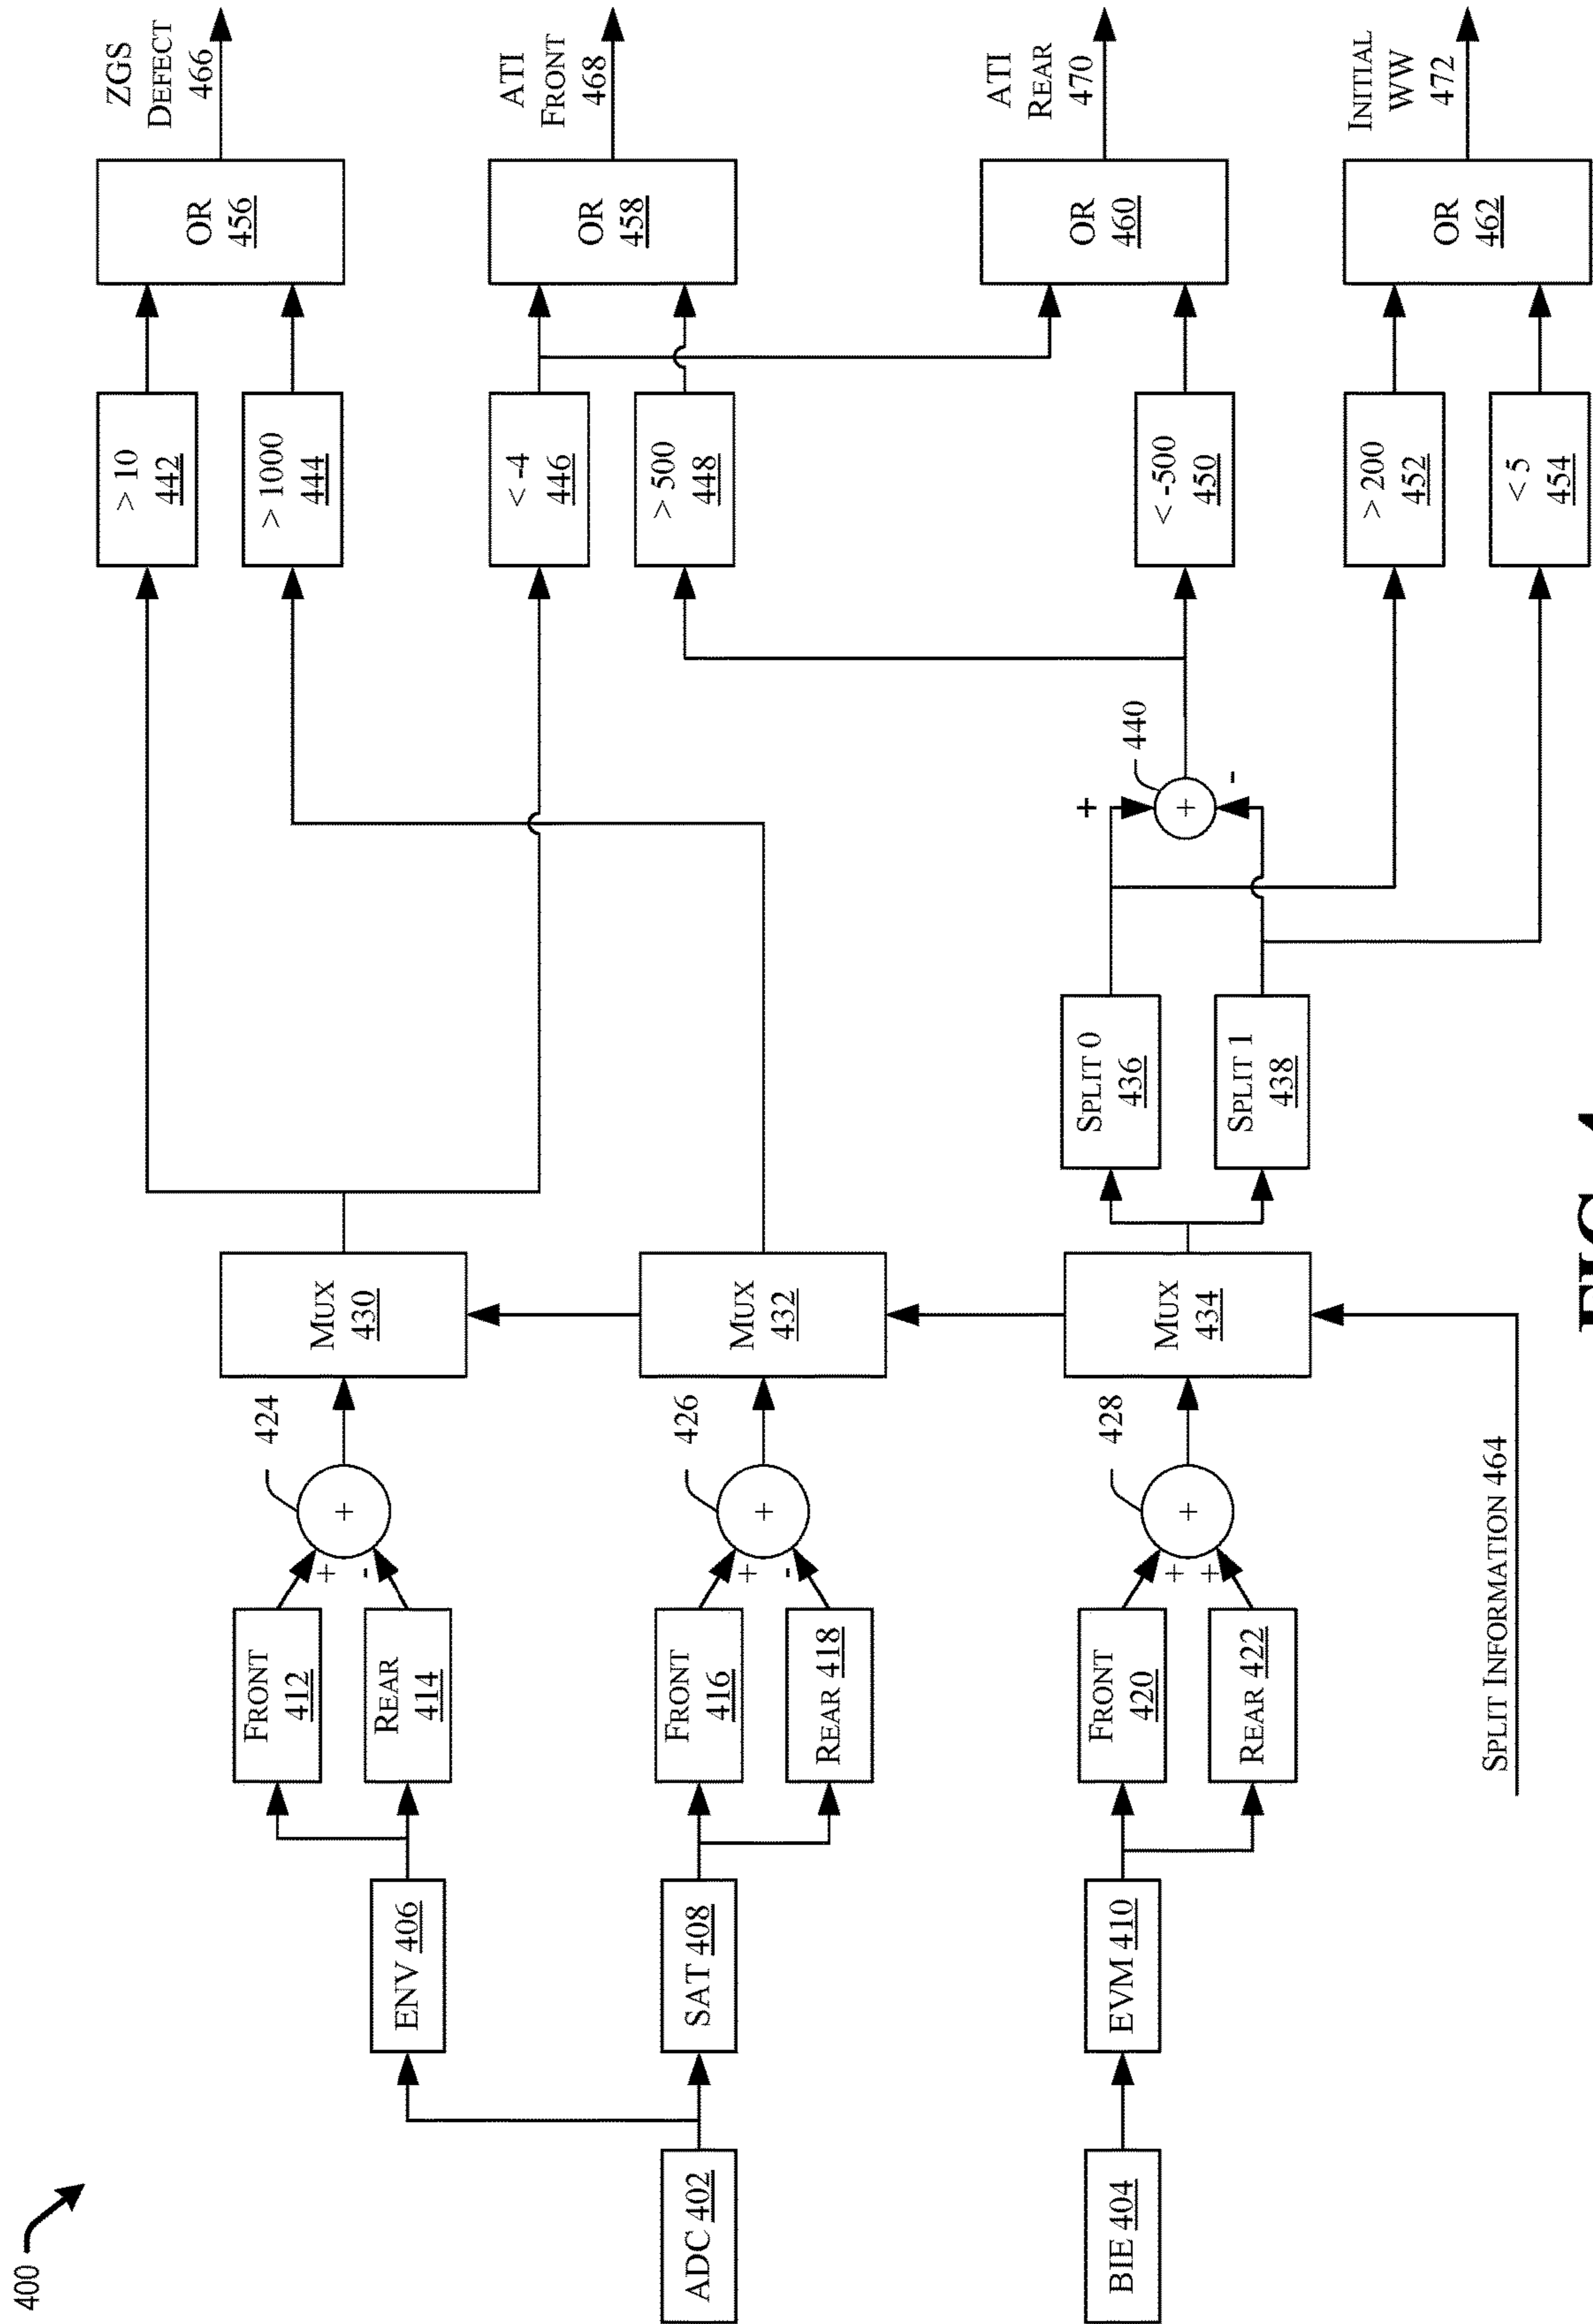 400
ADC 402
BIE 404
ENV 406
SAT 408
EVM 410
FRONT
412
REAR
414
FRONT
416
REAR 418
FRONT
420
REAR 422
+
-
+
424
+
-
+
426
+
+
+
428
MUX
430
MUX
432
MUX
434
SPLIT INFORMATION 464
SPLIT 0
436
SPLIT 1
438
+
-
+
440
> 10
442
> 1000
444
< -4
446
> 500
448
< -500
450
> 200
452
< 5
454
OR
456
OR
458
OR
460
OR
462
ZGS
DEFECT
466
ATI
FRONT
468
ATI
REAR
470
INITIAL
WW
472